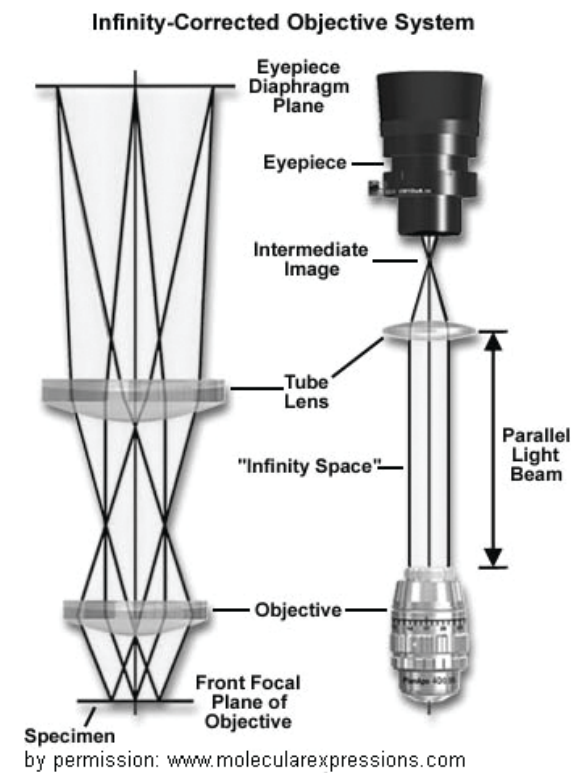 Infinity-Corrected Objective System
Eyepiece
Diaphragm
Plane
Eyepiece
Intermediate
Image
Tube
Lens
Parallel
Light
Beam
"Infinity Space"
Objective
Front Focal
Plane of
Objective
Specimen
by permission: www.molecularexpressions.com